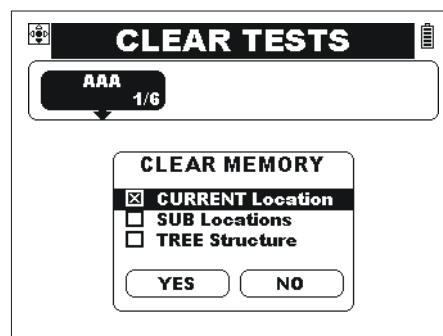 CLEAR TESTS
AAA
1/6
CLEAR MEMORY
CURRENT Location
SUB Locations
TREE Structure
YES NO